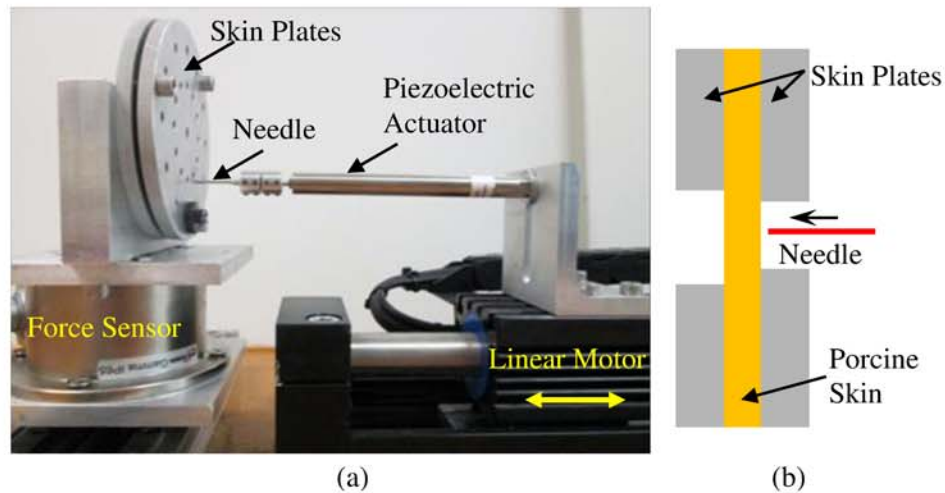 Skin Plates
Piezoelectric
Actuator
Needle
Force Sensor
Linear Motor
(a)
Skin Plates
Needle
Porcine
Skin
(b)